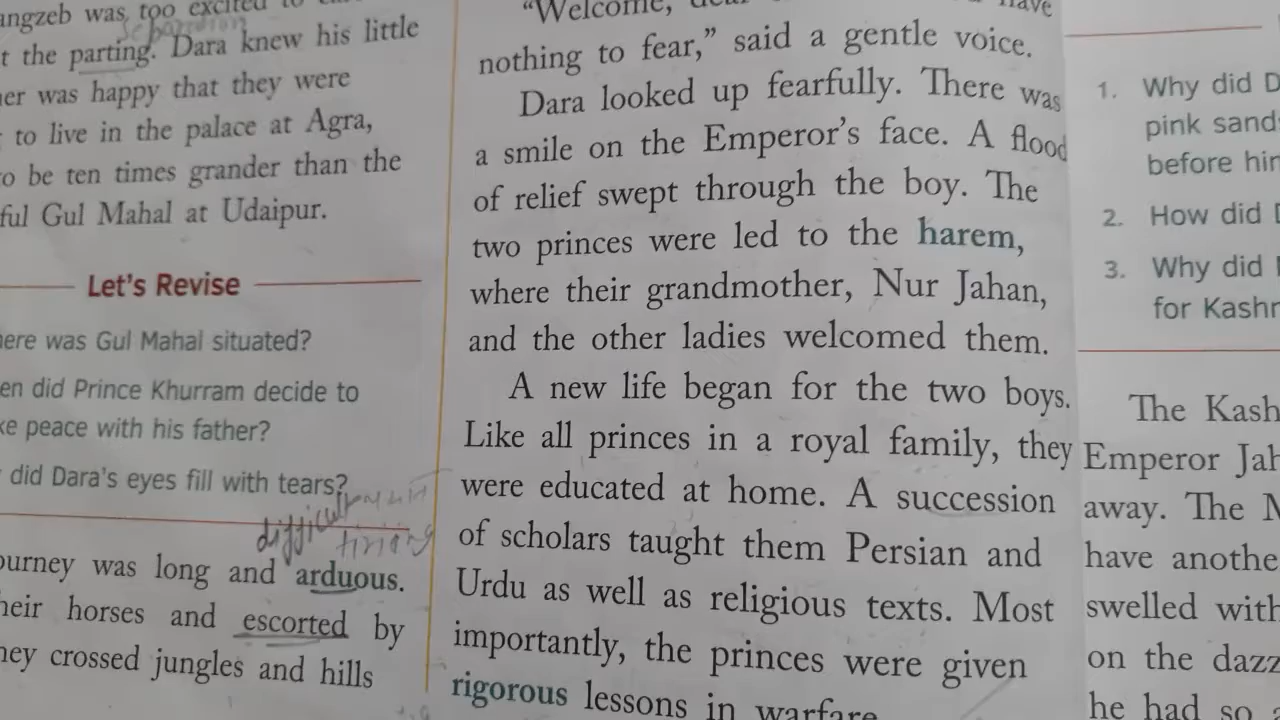 was too excited to
separation
t the parting. Dara knew his little
er was happy that they were
to live in the palace at Agra,
o be ten times grander than the
ful Gul Mahal at Udaipur.
Let's Revise
ere was Gul Mahal situated?
en did Prince Khurram decide to
ke peace with his father?
did Dara's eyes fill with tears?
difficult
tiring
ourney was long and arduous.
heir horses and escorted by
hey crossed jungles and hills
"Welcome,
nothing to fear," said a gentle voice.
Dara looked up fearfully. There was
a smile on the Emperor's face. A flood
of relief swept through the boy. The
two princes were led to the harem,
where their grandmother, Nur Jahan,
and the other ladies welcomed them.
A new life began for the two boys.
Like all princes in a royal family, they
were educated at home. A succession
of scholars taught them Persian and
Urdu as well as religious texts. Most
importantly, the princes were given
rigorous lessons in warfare
1. Why did D
pink sand
before hi
2. How did
3. Why did
for Kash
The Kash
Emperor Jah
away. The
have anothe
swelled with
on the dazz
he had so